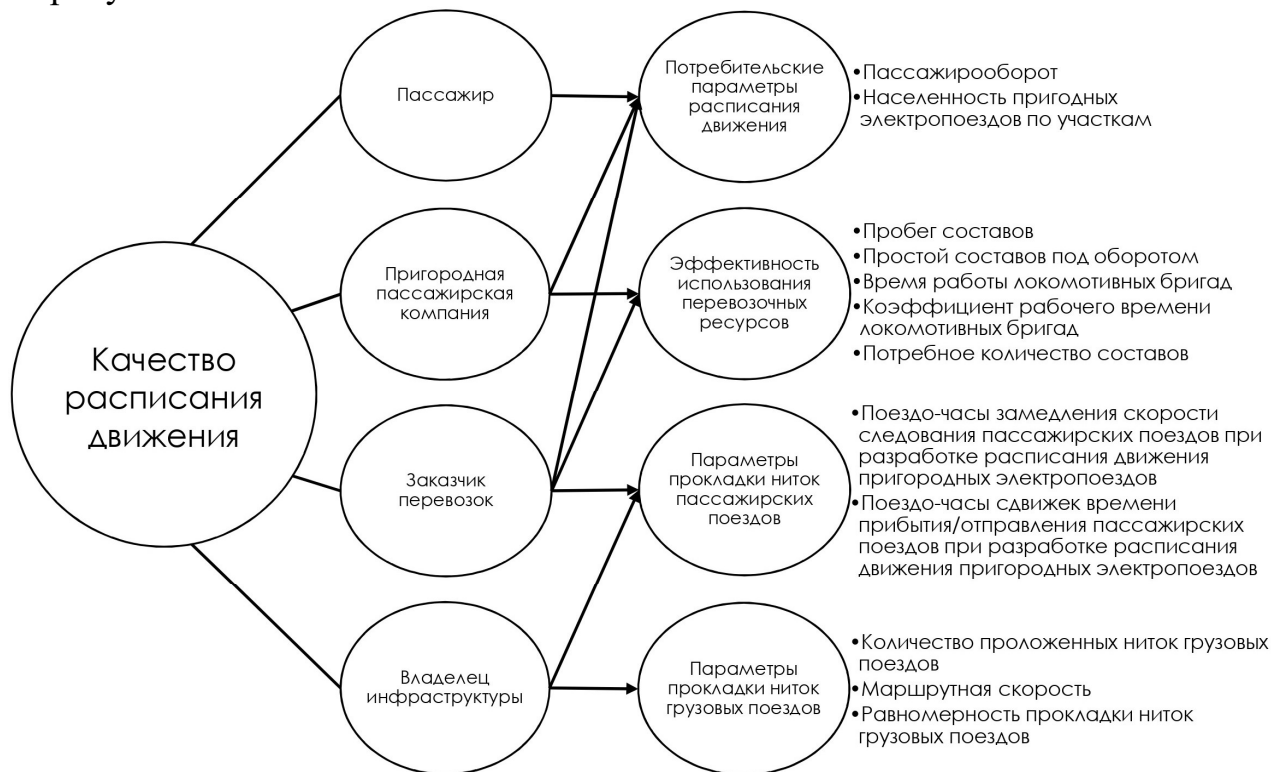 Качество
расписания
движения
Пассажир
Потребительские
параметры
расписания
движения
•Пассажирооборот
•Населенность пригодных
электропоездов по участкам
Пригородная
пассажирская
компания
Эффективность
использования
перевозочных
ресурсов
•Пробег составов
•Простой составов под оборотом
•Время работы локомотивных бригад
•Коэффициент рабочего времени
локомотивных бригад
•Потребное количество составов
Заказчик
перевозок
Параметры
прокладки ниток
пассажирских
поездов
•Поездо-часы замедления скорости
следования пассажирских поездов при
разработке расписания движения
пригородных электропоездов
•Поездо-часы сдвижек времени
прибытия/отправления пассажирских
поездов при разработке расписания
движения пригородных электропоездов
Владелец
инфраструктуры
Параметры
прокладки ниток
грузовых поездов
•Количество проложенных ниток грузовых
поездов
•Маршрутная скорость
•Равномерность прокладки ниток
грузовых поездов